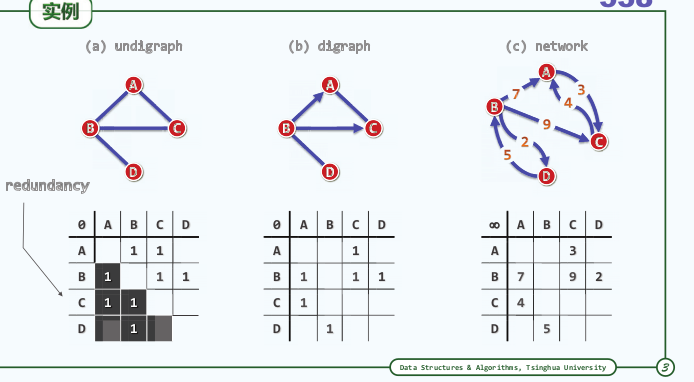 实例
(a) undigraph (b) digraph (c) network
A A A
7 3
4
B C B C B
9
C
2
5
D D D
redundancy
0 A B C D 0 A B C D ∞ A B C D
A 1 1 A 1 A 3
B 1 1 1 B 1 1 1 B 7 9 2
C 1 1 C 1 C 4
D 1 D 1 D 5
Data Structures & Algorithms, Tsinghua University 3